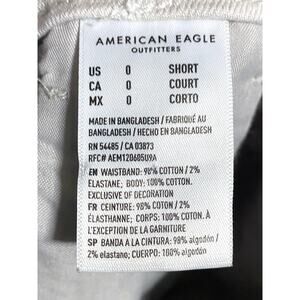 AMERICAN EAGLE
OUTFITTERS
US 0 SHORT
CA 0 COURT
MX 0 CORTO
MADE IN BANGLADESH / FABRIQUÉ AU
BANGLADESH / HECHO EN BANGLADESH
RN 54485 / CA 03873
RFC# AEM120605U9A
EN WAISTBAND: 98% COTTON / 2%
ELASTANE; BODY: 100% COTTON.
EXCLUSIVE OF DECORATION
FR CEINTURE: 98% COTON / 2%
ÉLASTHANNE; CORPS: 100% COTON. À
L'EXCEPTION DE LA GARNITURE
SP BANDA A LA CINTURA: 98% algodón /
2% elastano; CUERPO: 100% algodón